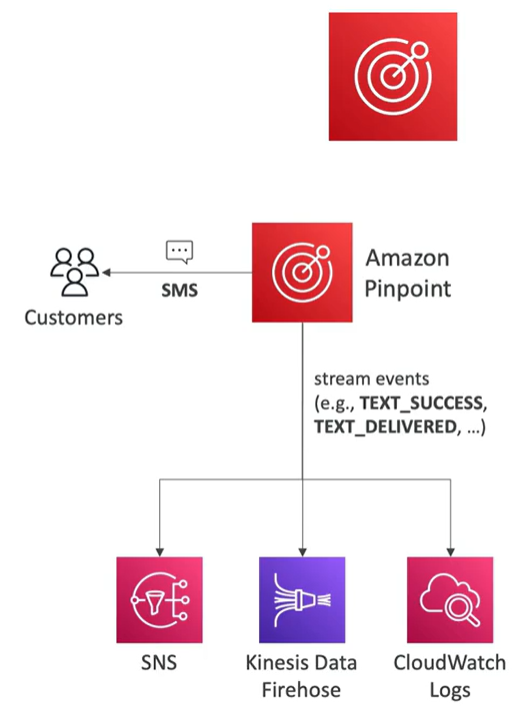 Amazon
Pinpoint
SMS
Customers
stream events
(e.g., TEXT_SUCCESS,
TEXT_DELIVERED, ...)
SNS
Kinesis Data
Firehose
CloudWatch
Logs